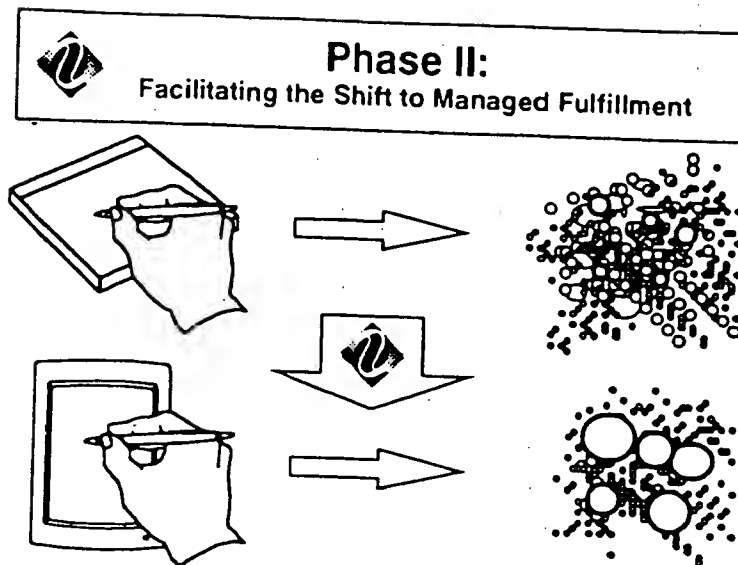 Phase II:
Facilitating the Shift to Managed Fulfillment